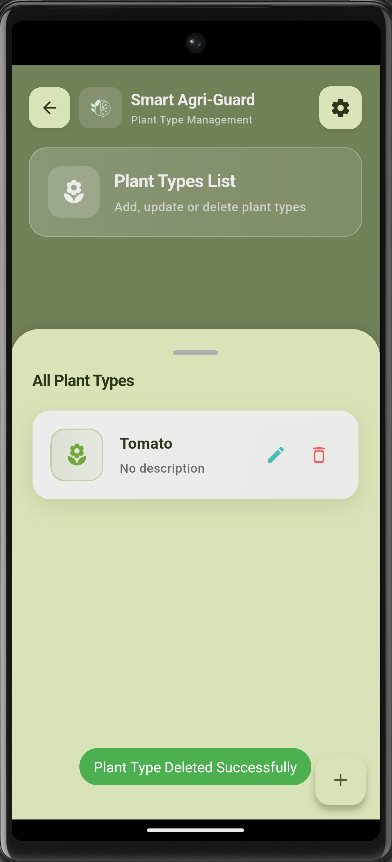 Smart Agri-Guard
Plant Type Management
Plant Types List
Add, update or delete plant types
All Plant Types
Tomato
No description
Plant Type Deleted Successfully